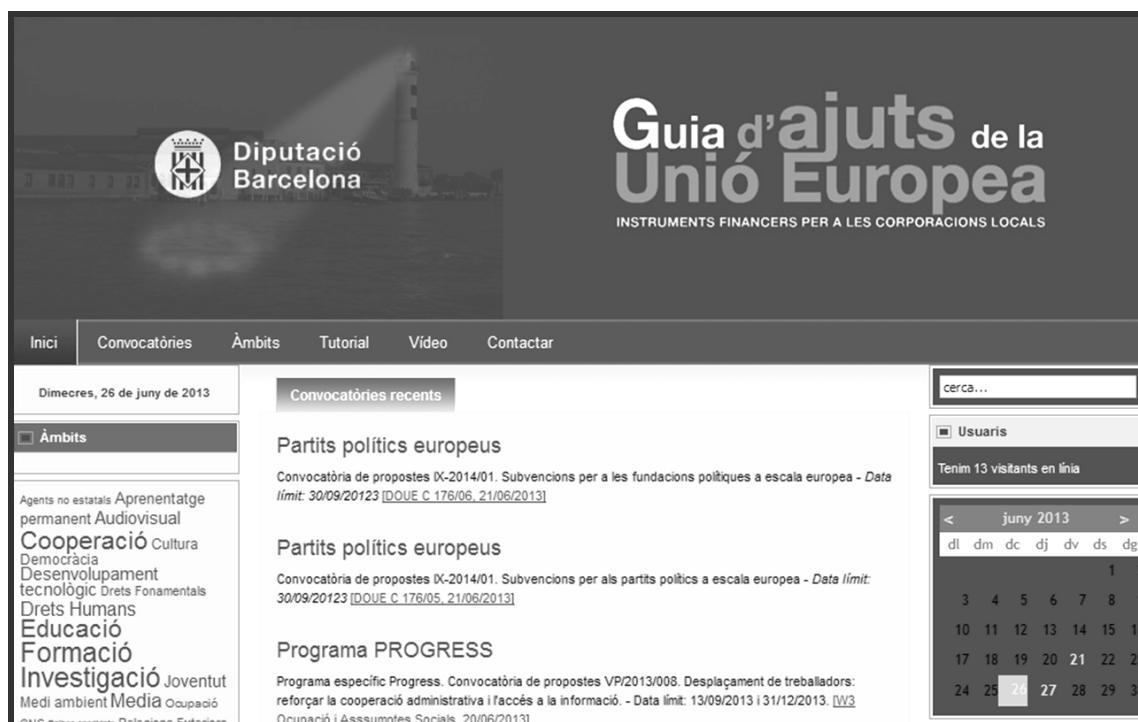 Diputació
Barcelona
Guia d'ajuts de la
Unió Europea
INSTRUMENTS FINANCERS PER A LES CORPORACIONS LOCALS
Inici Convocatòries Àmbits Tutorial Vídeo Contactar
Dimecres, 26 de juny de 2013
Àmbits
Agents no estatals Aprenentatge
permanent Audiovisual
Cooperació Cultura
Democràcia
Desenvolupament
tecnològic Drets Fonamentals
Drets Humans
Educació
Formació
Investigació Joventut
Medi ambient Media Ocupació
Convocatòries recents
Partits polítics europeus
Convocatòria de propostes IX-2014/01. Subvencions per a les fundacions polítiques a escala europea - Data
límit: 30/09/20123 [DOUE C 176/06, 21/06/2013]
Partits polítics europeus
Convocatòria de propostes IX-2014/01. Subvencions per als partits polítics a escala europea - Data límit:
30/09/20123 [DOUE C 176/05, 21/06/2013]
Programa PROGRESS
Programa específic Progress. Convocatòria de propostes VP/2013/008. Desplaçament de treballadors:
reforçar la cooperació administrativa i l'accés a la informació. - Data límit: 13/09/2013 i 31/12/2013. [W3
Ocupació i Asssumotes Socials, 20/06/2013]
cerca...
Usuaris
Tenim 13 visitants en línia
< juny 2013 >
dl dm dc dj dv ds dg
1
3 4 5 6 7 8
10 11 12 13 14 15
17 18 19 20 21 22
24 25 26 27 28 29